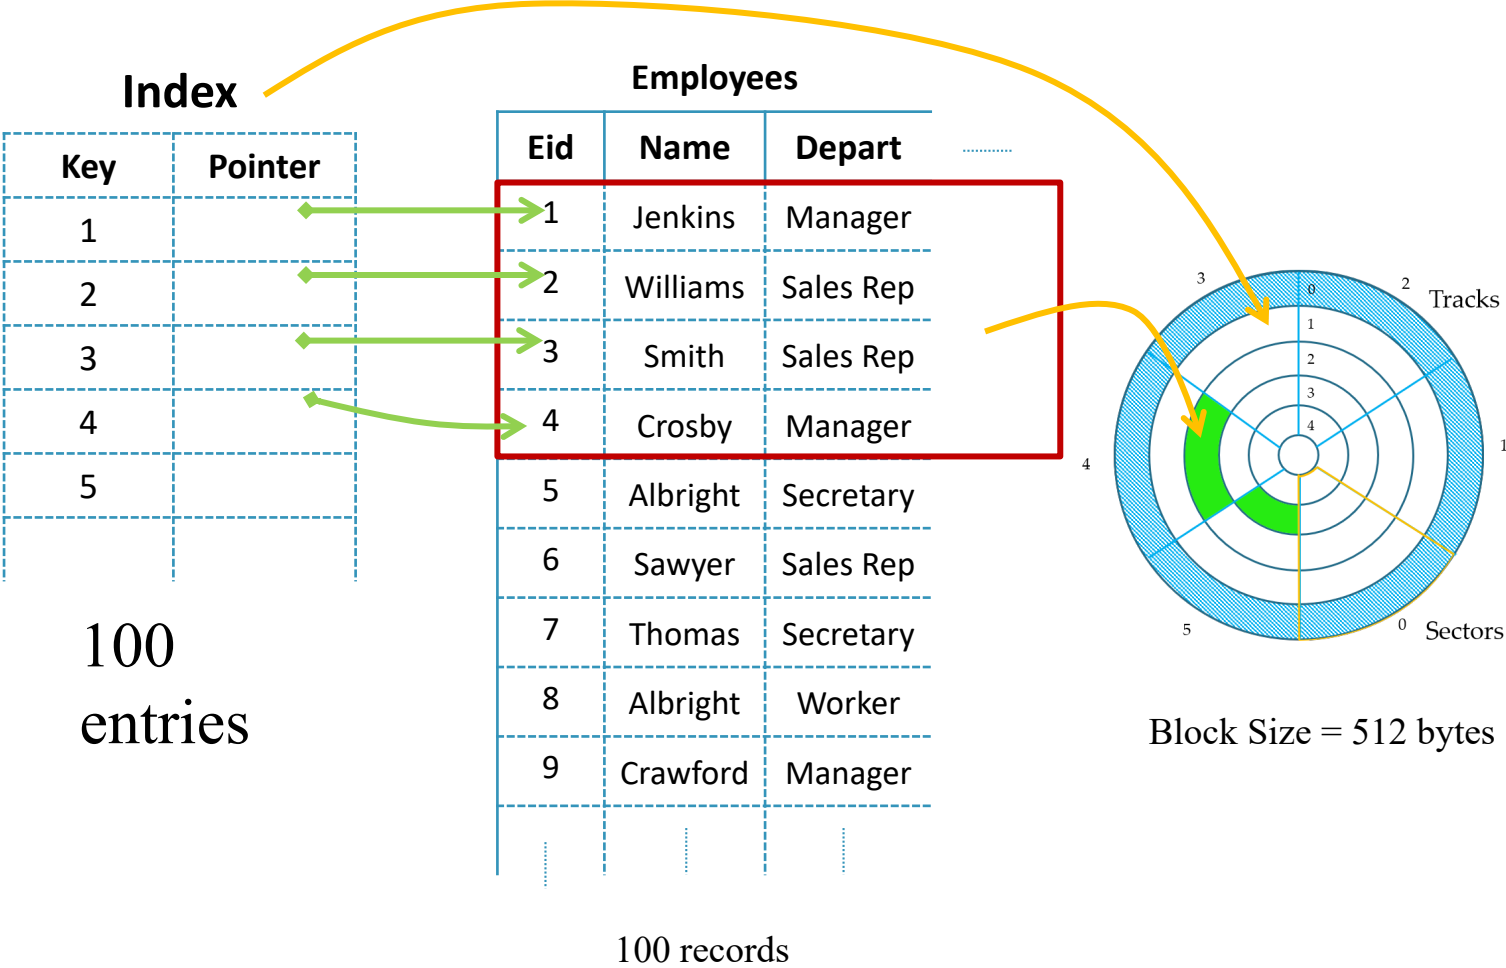 Index
Key Pointer
1
2
3
4
5
100
entries
Employees
Eid Name Depart
1 Jenkins Manager
2 Williams Sales Rep
3 Smith Sales Rep
4 Crosby Manager
5 Albright Secretary
6 Sawyer Sales Rep
7 Thomas Secretary
8 Albright Worker
9 Crawford Manager
100 records
3
2
Tracks
0
1
2
3
4
1
4
5
0
Sectors
Block Size = 512 bytes